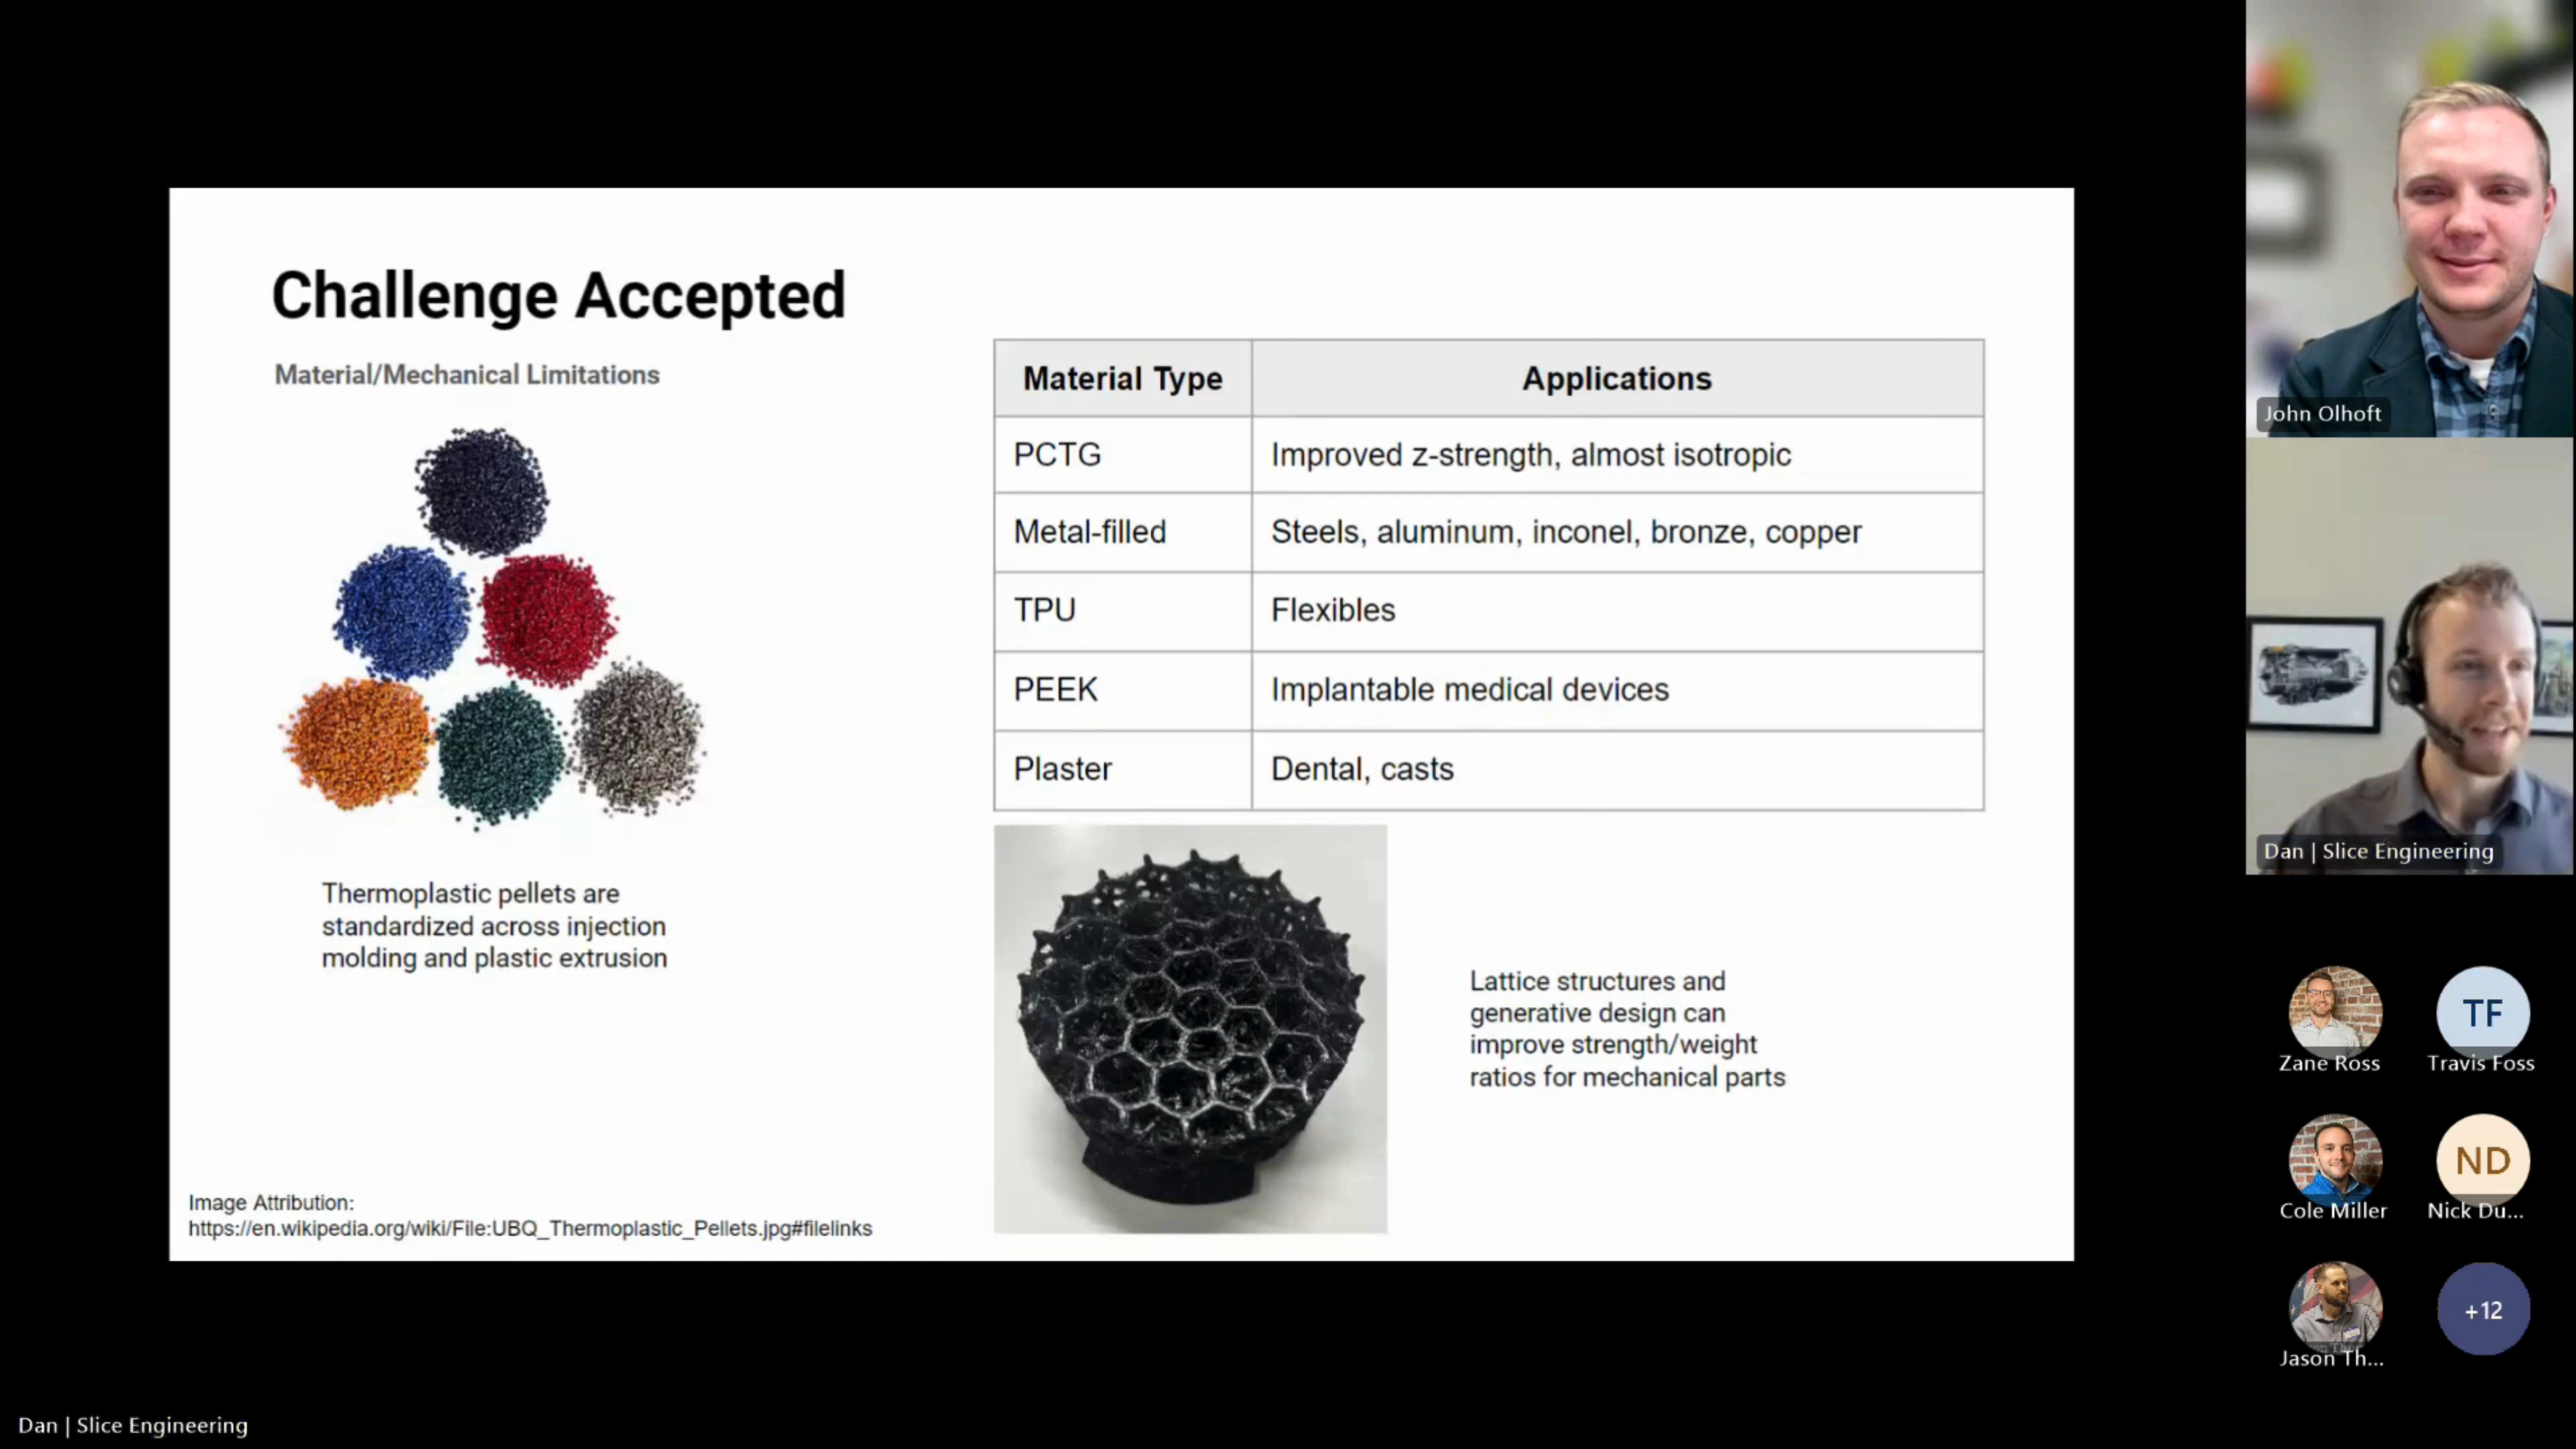 Challenge Accepted
Material/Mechanical Limitations
Thermoplastic pellets are
standardized across injection
molding and plastic extrusion
Material Type Applications
PCTG Improved z-strength, almost isotropic
Metal-filled Steels, aluminum, inconel, bronze, copper
TPU Flexibles
PEEK Implantable medical devices
Plaster Dental, casts
Lattice structures and
generative design can
improve strength/weight
ratios for mechanical parts
Image Attribution:
https://en.wikipedia.org/wiki/File:UBQ_Thermoplastic_Pellets.jpg#filelinks
John Olhoft
Dan | Slice Engineering
TF
Zane Ross Travis Foss
ND
Cole Miller Nick Du...
+12
Jason Th...
Dan | Slice Engineering